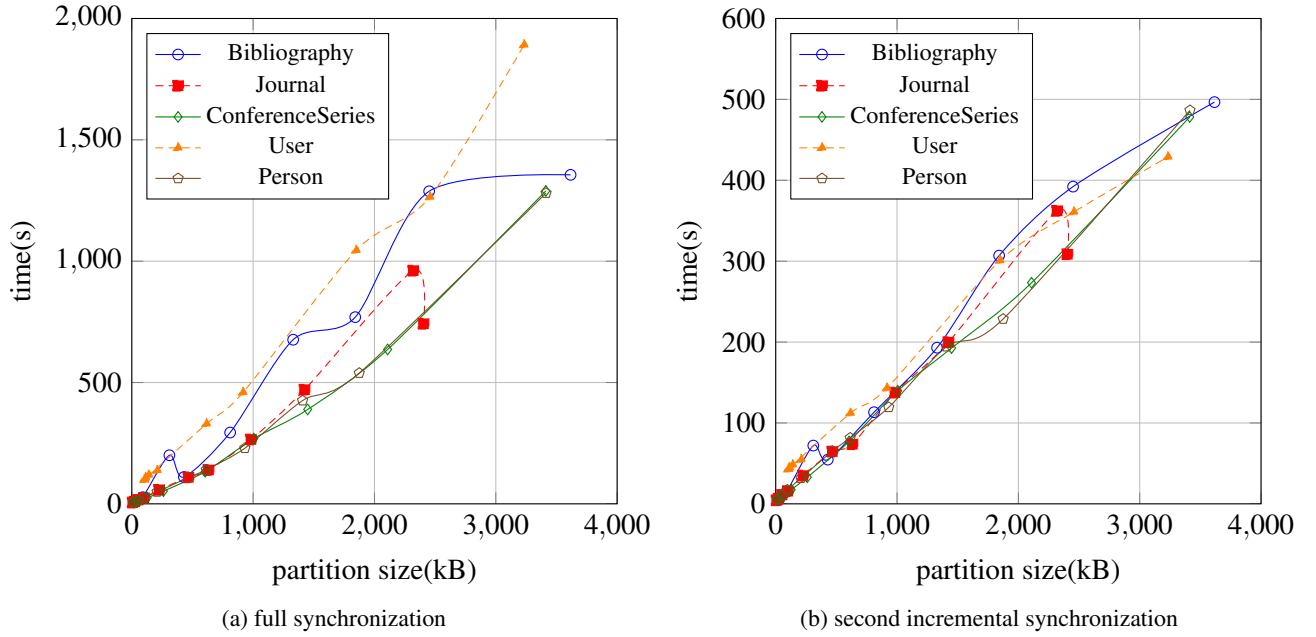 2,000
1,500
1,000
500
0
time(s)
Bibliography
Journal
ConferenceSeries
User
Person
0
1,000
2,000
3,000
4,000
partition size(kB)
(a) full synchronization
600
500
400
300
200
100
0
time(s)
Bibliography
Journal
ConferenceSeries
User
Person
0
1,000
2,000
3,000
4,000
partition size(kB)
(b) second incremental synchronization